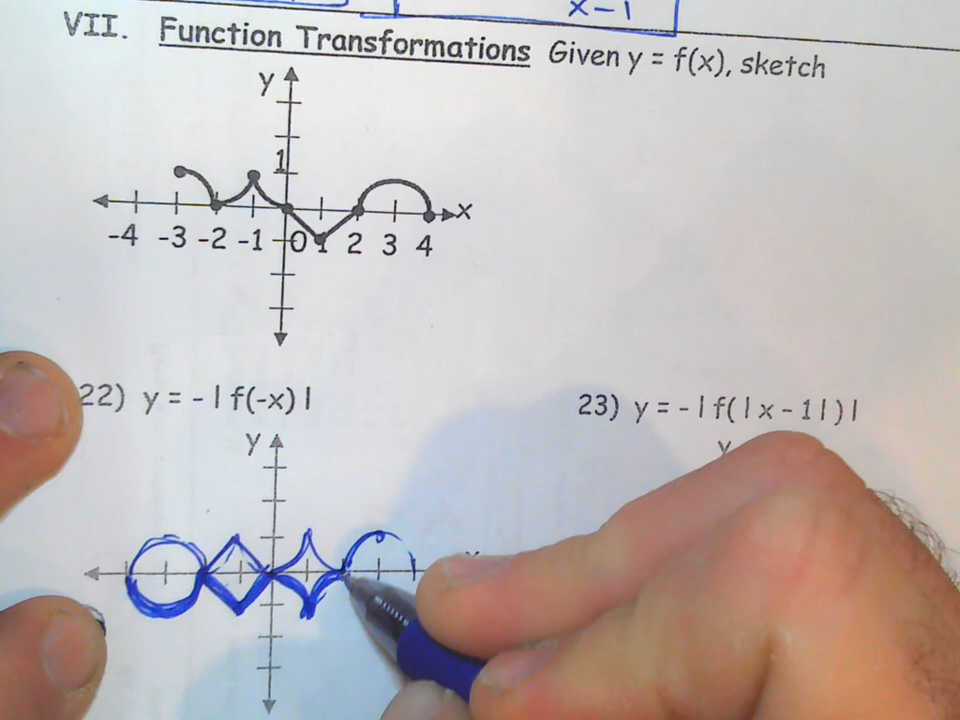 x-1
VII. Function Transformations Given y = f(x), sketch
y
1
x
-4 -3 -2 -1 0 1 2 3 4
22) y = - | f(-x) |
23) y = - | f( | x - 1 | ) |
y
y